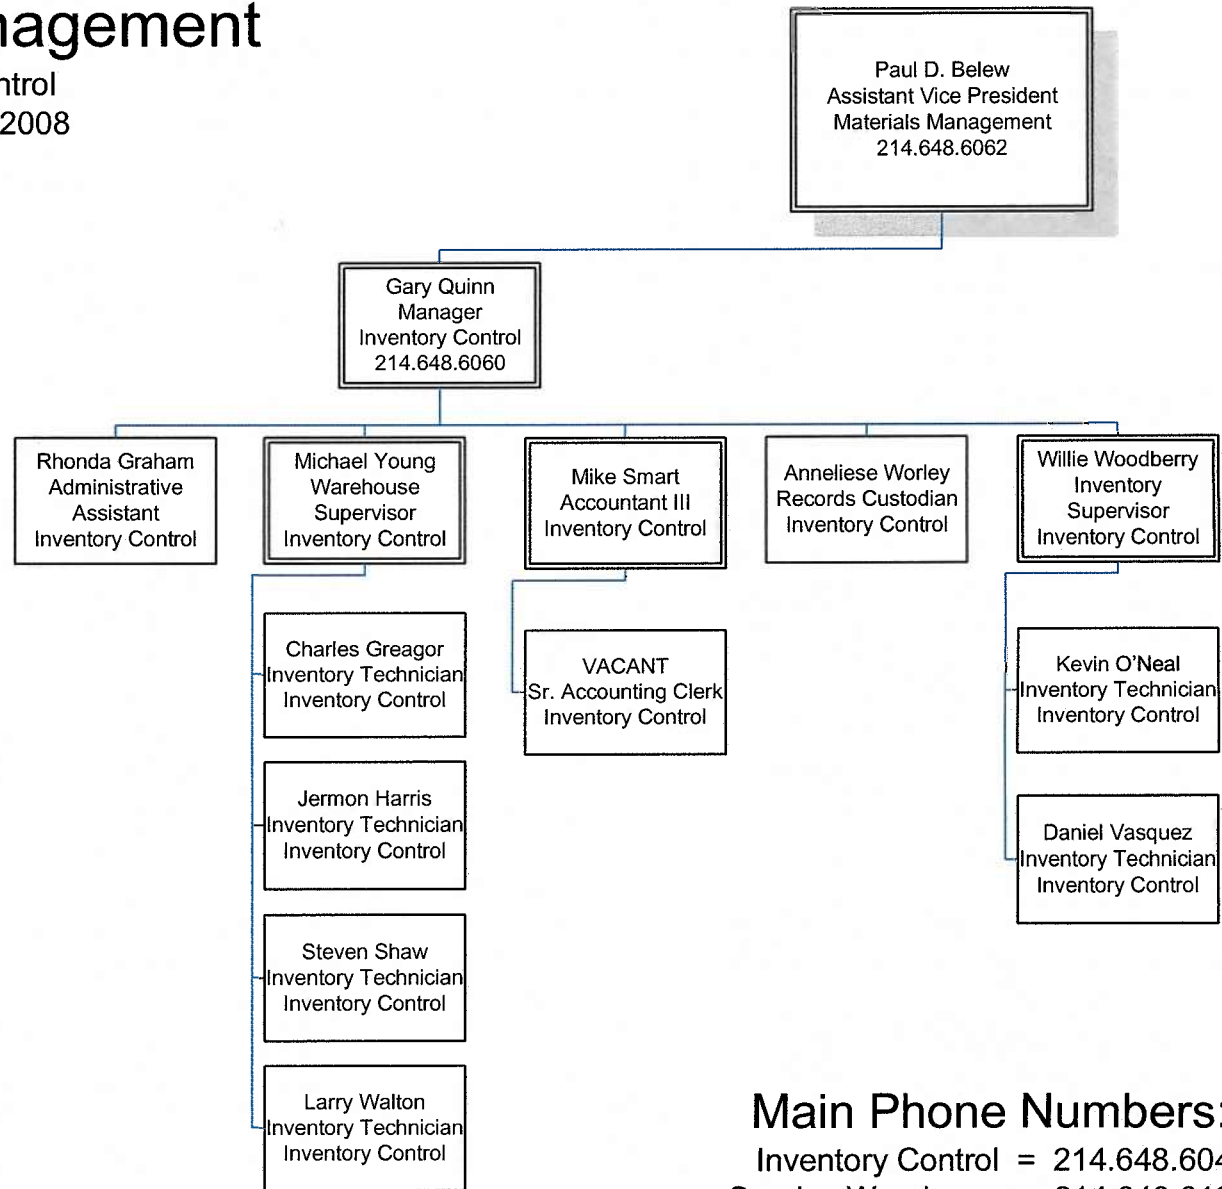 ntrol
2008
Paul D. Belew
Assistant Vice President
Materials Management
214.648.6062
Gary Quinn
Manager
Inventory Control
214.648.6060
Rhonda Graham
Administrative
Assistant
Inventory Control
Michael Young
Warehouse
Supervisor
Inventory Control
Mike Smart
Accountant III
Inventory Control
Anneliese Worley
Records Custodian
Inventory Control
Willie Woodberry
Inventory
Supervisor
Inventory Control
Charles Greagor
Inventory Technician
Inventory Control
Jermon Harris
Inventory Technician
Inventory Control
Steven Shaw
Inventory Technician
Inventory Control
Larry Walton
Inventory Technician
Inventory Control
VACANT
Sr. Accounting Clerk
Inventory Control
Kevin O'Neal
Inventory Technician
Inventory Control
Daniel Vasquez
Inventory Technician
Inventory Control
Main Phone Numbers:
Inventory Control = 214.648.604